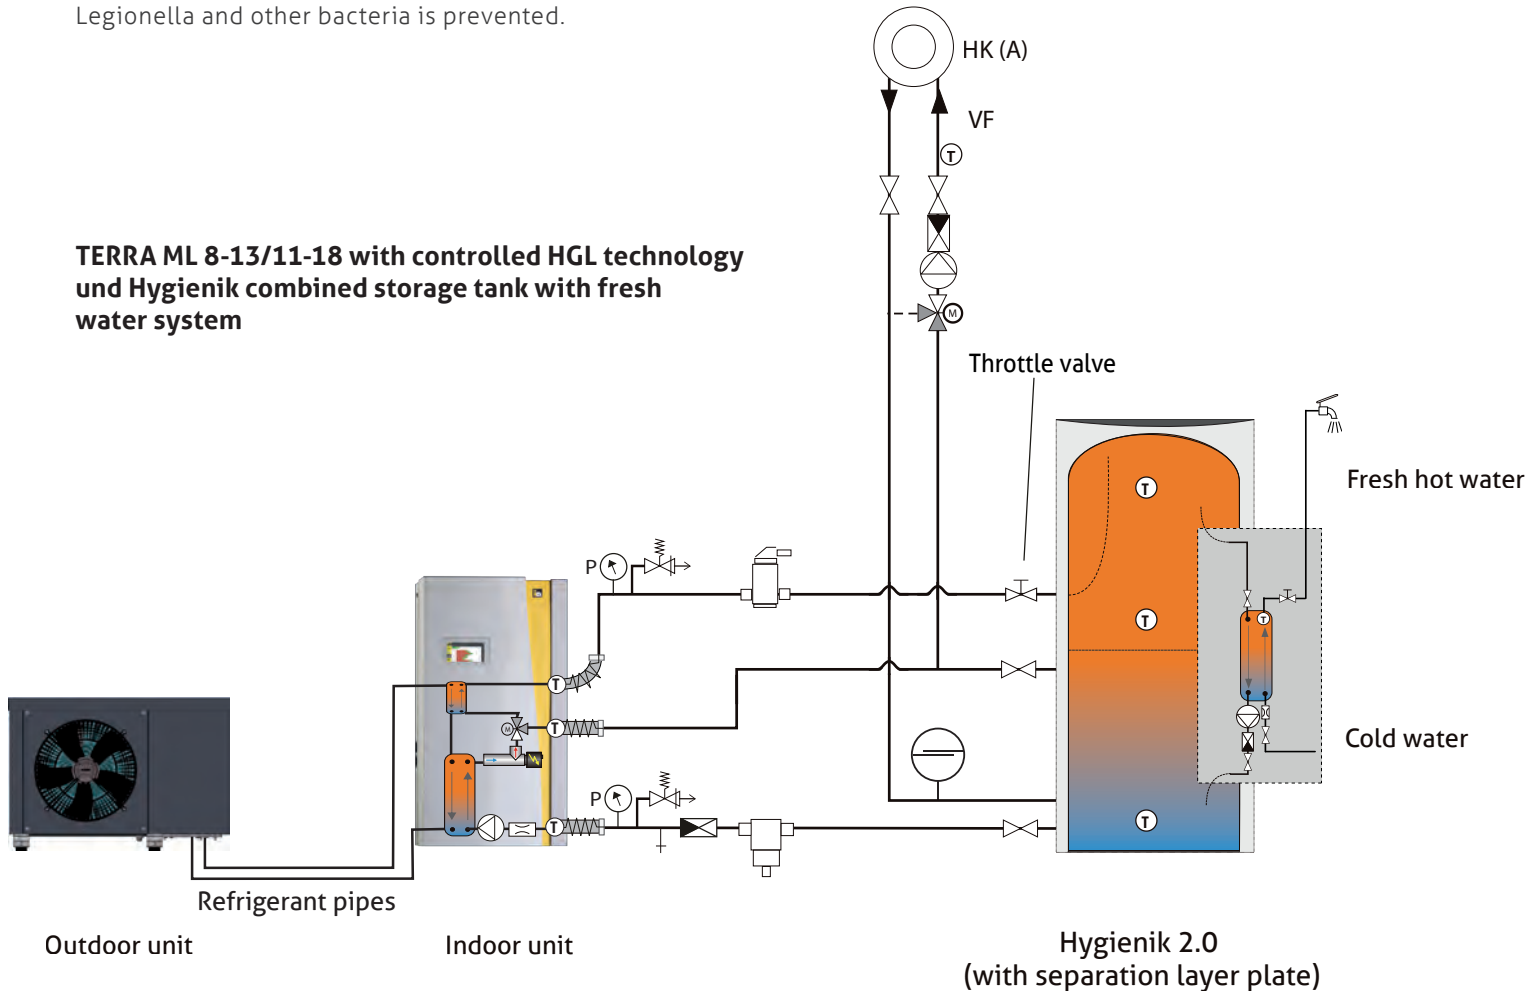 Legionella and other bacteria is prevented.
HK (A)
VF
T
TERRA ML 8-13/11-18 with controlled HGL technology
und Hygienik combined storage tank with fresh
water system
M
Throttle valve
Fresh hot water
T
P
T
T
T
M
T
Cold water
P
T
T
Refrigerant pipes
Outdoor unit
Indoor unit
Hygienik 2.0
(with separation layer plate)